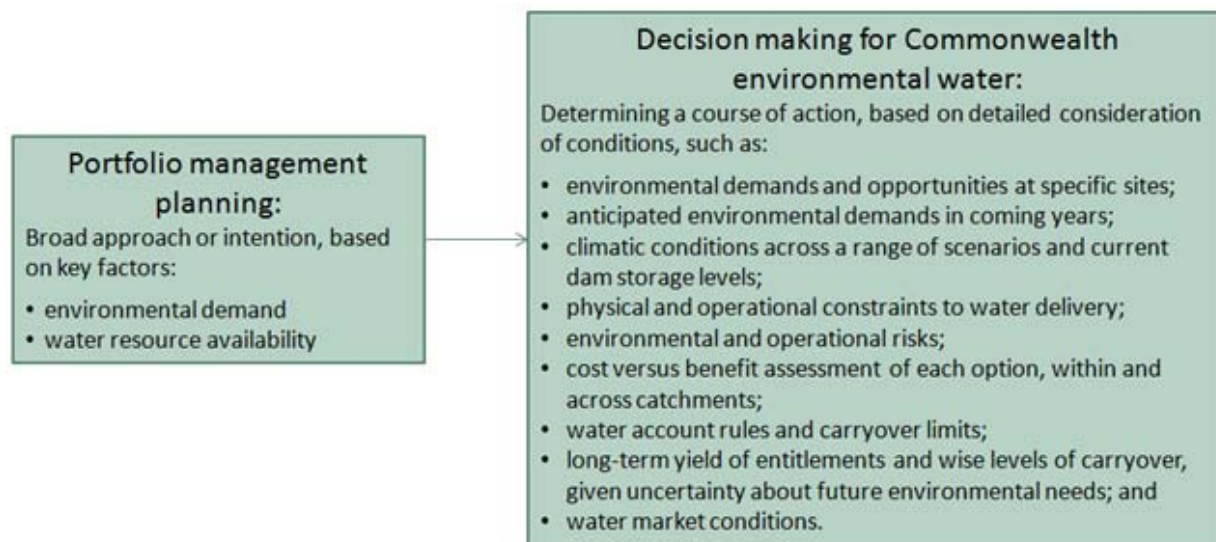 Portfolio management
planning:
Broad approach or intention, based
on key factors:
• environmental demand
• water resource availability
Decision making for Commonwealth
environmental water:
Determining a course of action, based on detailed consideration
of conditions, such as:
• environmental demands and opportunities at specific sites;
• anticipated environmental demands in coming years;
• climatic conditions across a range of scenarios and current
dam storage levels;
• physical and operational constraints to water delivery;
• environmental and operational risks;
• cost versus benefit assessment of each option, within and
across catchments;
• water account rules and carryover limits;
• long-term yield of entitlements and wise levels of carryover,
given uncertainty about future environmental needs; and
• water market conditions.